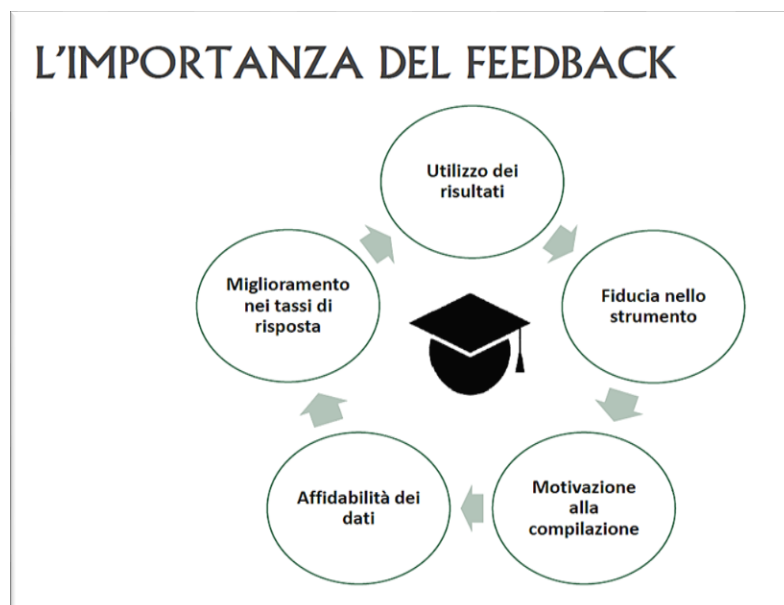 L'IMPORTANZA DEL FEEDBACK
Utilizzo dei
risultati
Fiducia nello
strumento
Motivazione
alla
compilazione
Affidabilità dei
dati
Miglioramento
nei tassi di
risposta